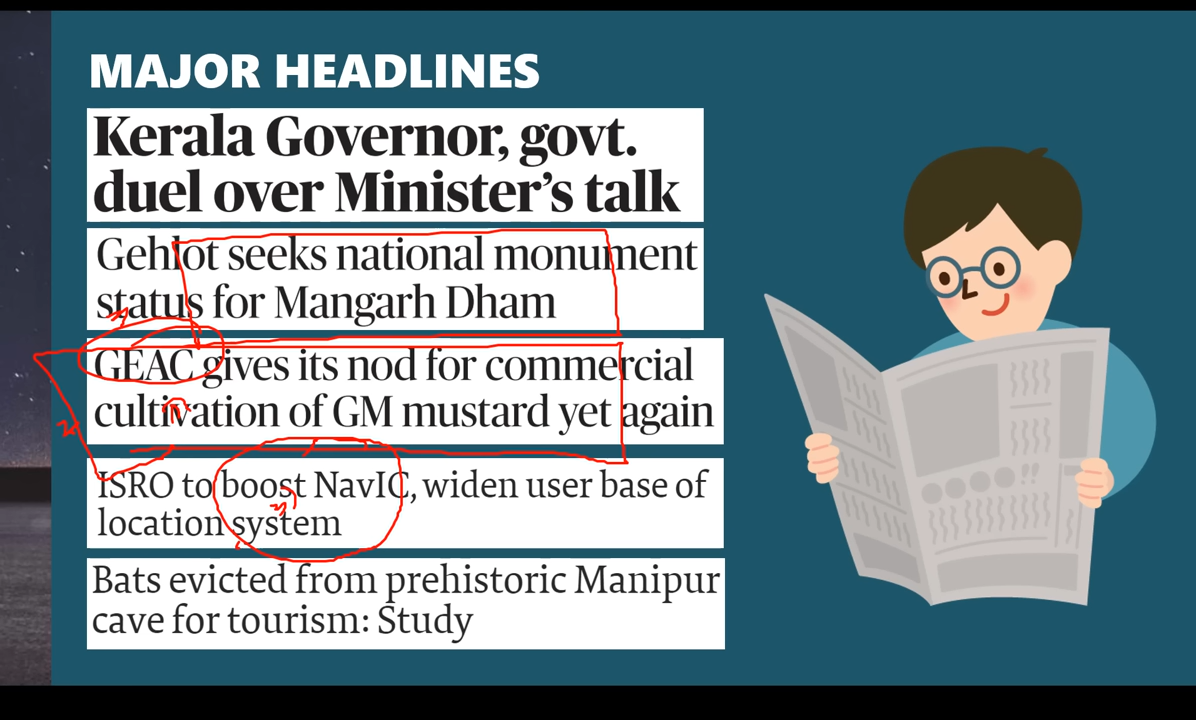 MAJOR HEADLINES
Kerala Governor, govt.
duel over Minister's talk
Gehlot seeks national monument
status for Mangarh Dham
GEAC gives its nod for commercial
cultivation of GM mustard yet again
ISRO to boost NavIC, widen user base of
location system
Bats evicted from prehistoric Manipur
cave for tourism: Study